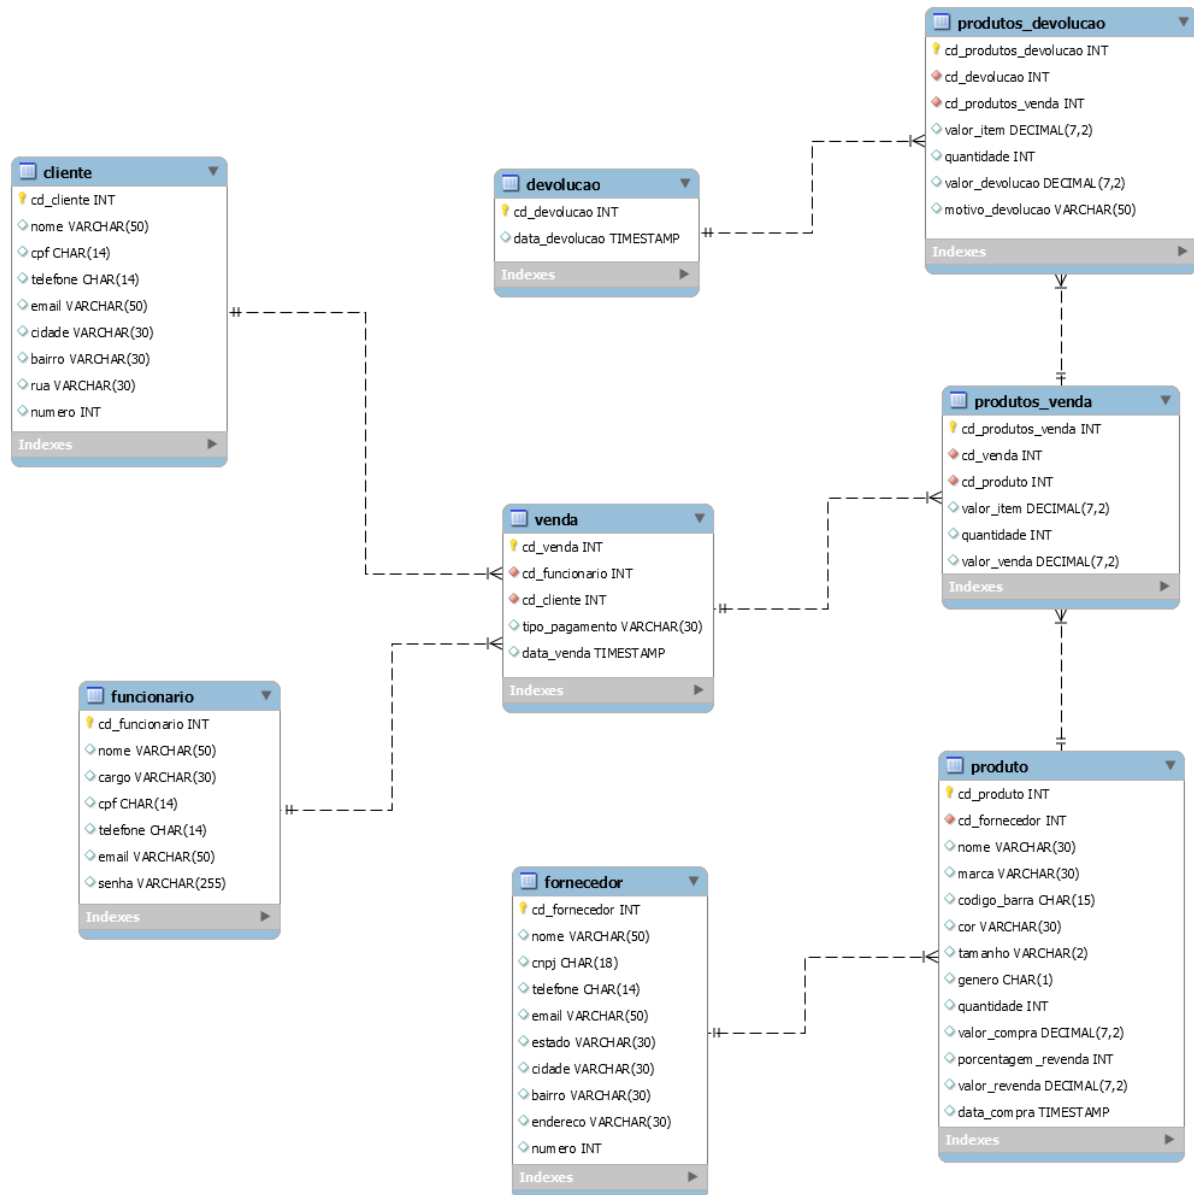 produtos_devolucao
cd_produtos_devolucao INT
cd_devolucao INT
cd_produtos_venda INT
valor_item DECIMAL(7,2)
quantidade INT
valor_devolucao DECIMAL(7,2)
motivo_devolucao VARCHAR(50)
Indexes
cliente
cd_cliente INT
nome VARCHAR(50)
cpf CHAR(14)
telefone CHAR(14)
email VARCHAR(50)
cidade VARCHAR(30)
bairro VARCHAR(30)
rua VARCHAR(30)
numero INT
Indexes
devolucao
cd_devolucao INT
data_devolucao TIMESTAMP
Indexes
produtos_venda
cd_produtos_venda INT
cd_venda INT
cd_produto INT
valor_item DECIMAL(7,2)
quantidade INT
valor_venda DECIMAL(7,2)
Indexes
venda
cd_venda INT
cd_funcionario INT
cd_cliente INT
tipo_pagamento VARCHAR(30)
data_venda TIMESTAMP
Indexes
funcionario
cd_funcionario INT
nome VARCHAR(50)
cargo VARCHAR(30)
cpf CHAR(14)
telefone CHAR(14)
email VARCHAR(50)
senha VARCHAR(255)
Indexes
produto
cd_produto INT
cd_fornecedor INT
nome VARCHAR(30)
marca VARCHAR(30)
codigo_barra CHAR(15)
cor VARCHAR(30)
tamanho VARCHAR(2)
genero CHAR(1)
quantidade INT
valor_compra DECIMAL(7,2)
porcentagem_revenda INT
valor_revenda DECIMAL(7,2)
data_compra TIMESTAMP
Indexes
fornecedor
cd_fornecedor INT
nome VARCHAR(50)
cnpj CHAR(18)
telefone CHAR(14)
email VARCHAR(50)
estado VARCHAR(30)
cidade VARCHAR(30)
bairro VARCHAR(30)
endereco VARCHAR(30)
numero INT
Indexes